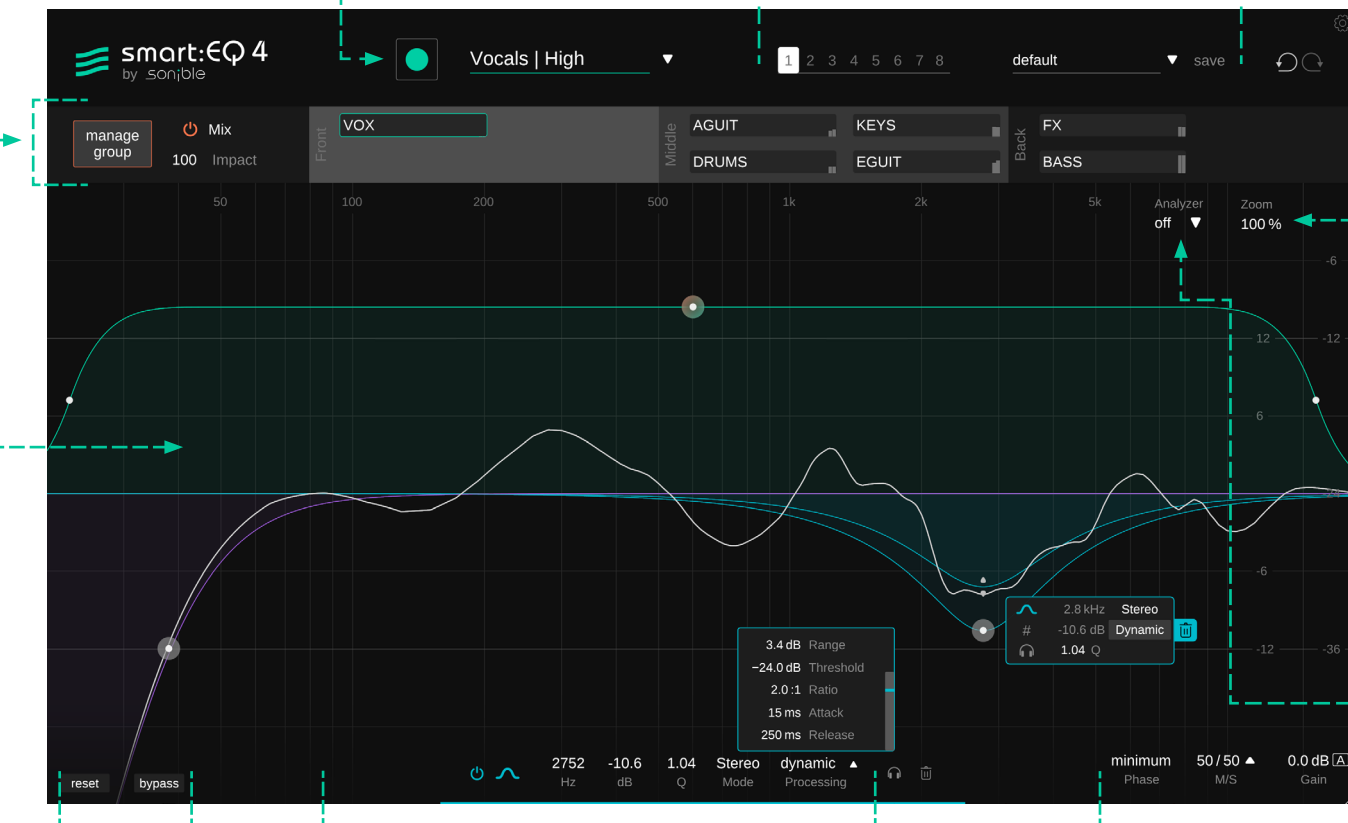 smart:EQ 4
by sonible
Vocals | High
1 2 3 4 5 6 7 8
default
save
manage
group
Mix
100 Impact
Front
VOX
Middle
AGUIT
KEYS
DRUMS
EGUIT
Back
FX
BASS
50 100 200 500 1k 2k 5k
Analyzer
off
Zoom
100 %
-6
12 -12
6
-6
-12 -36
2.8 kHz Stereo
# -10.6 dB Dynamic
1.04 Q
3.4 dB Range
−24.0 dB Threshold
2.0 :1 Ratio
15 ms Attack
250 ms Release
reset
bypass
2752
Hz
-10.6
dB
1.04
Q
Stereo
Mode
dynamic
Processing
minimum
Phase
50 / 50
M/S
0.0 dB A
Gain